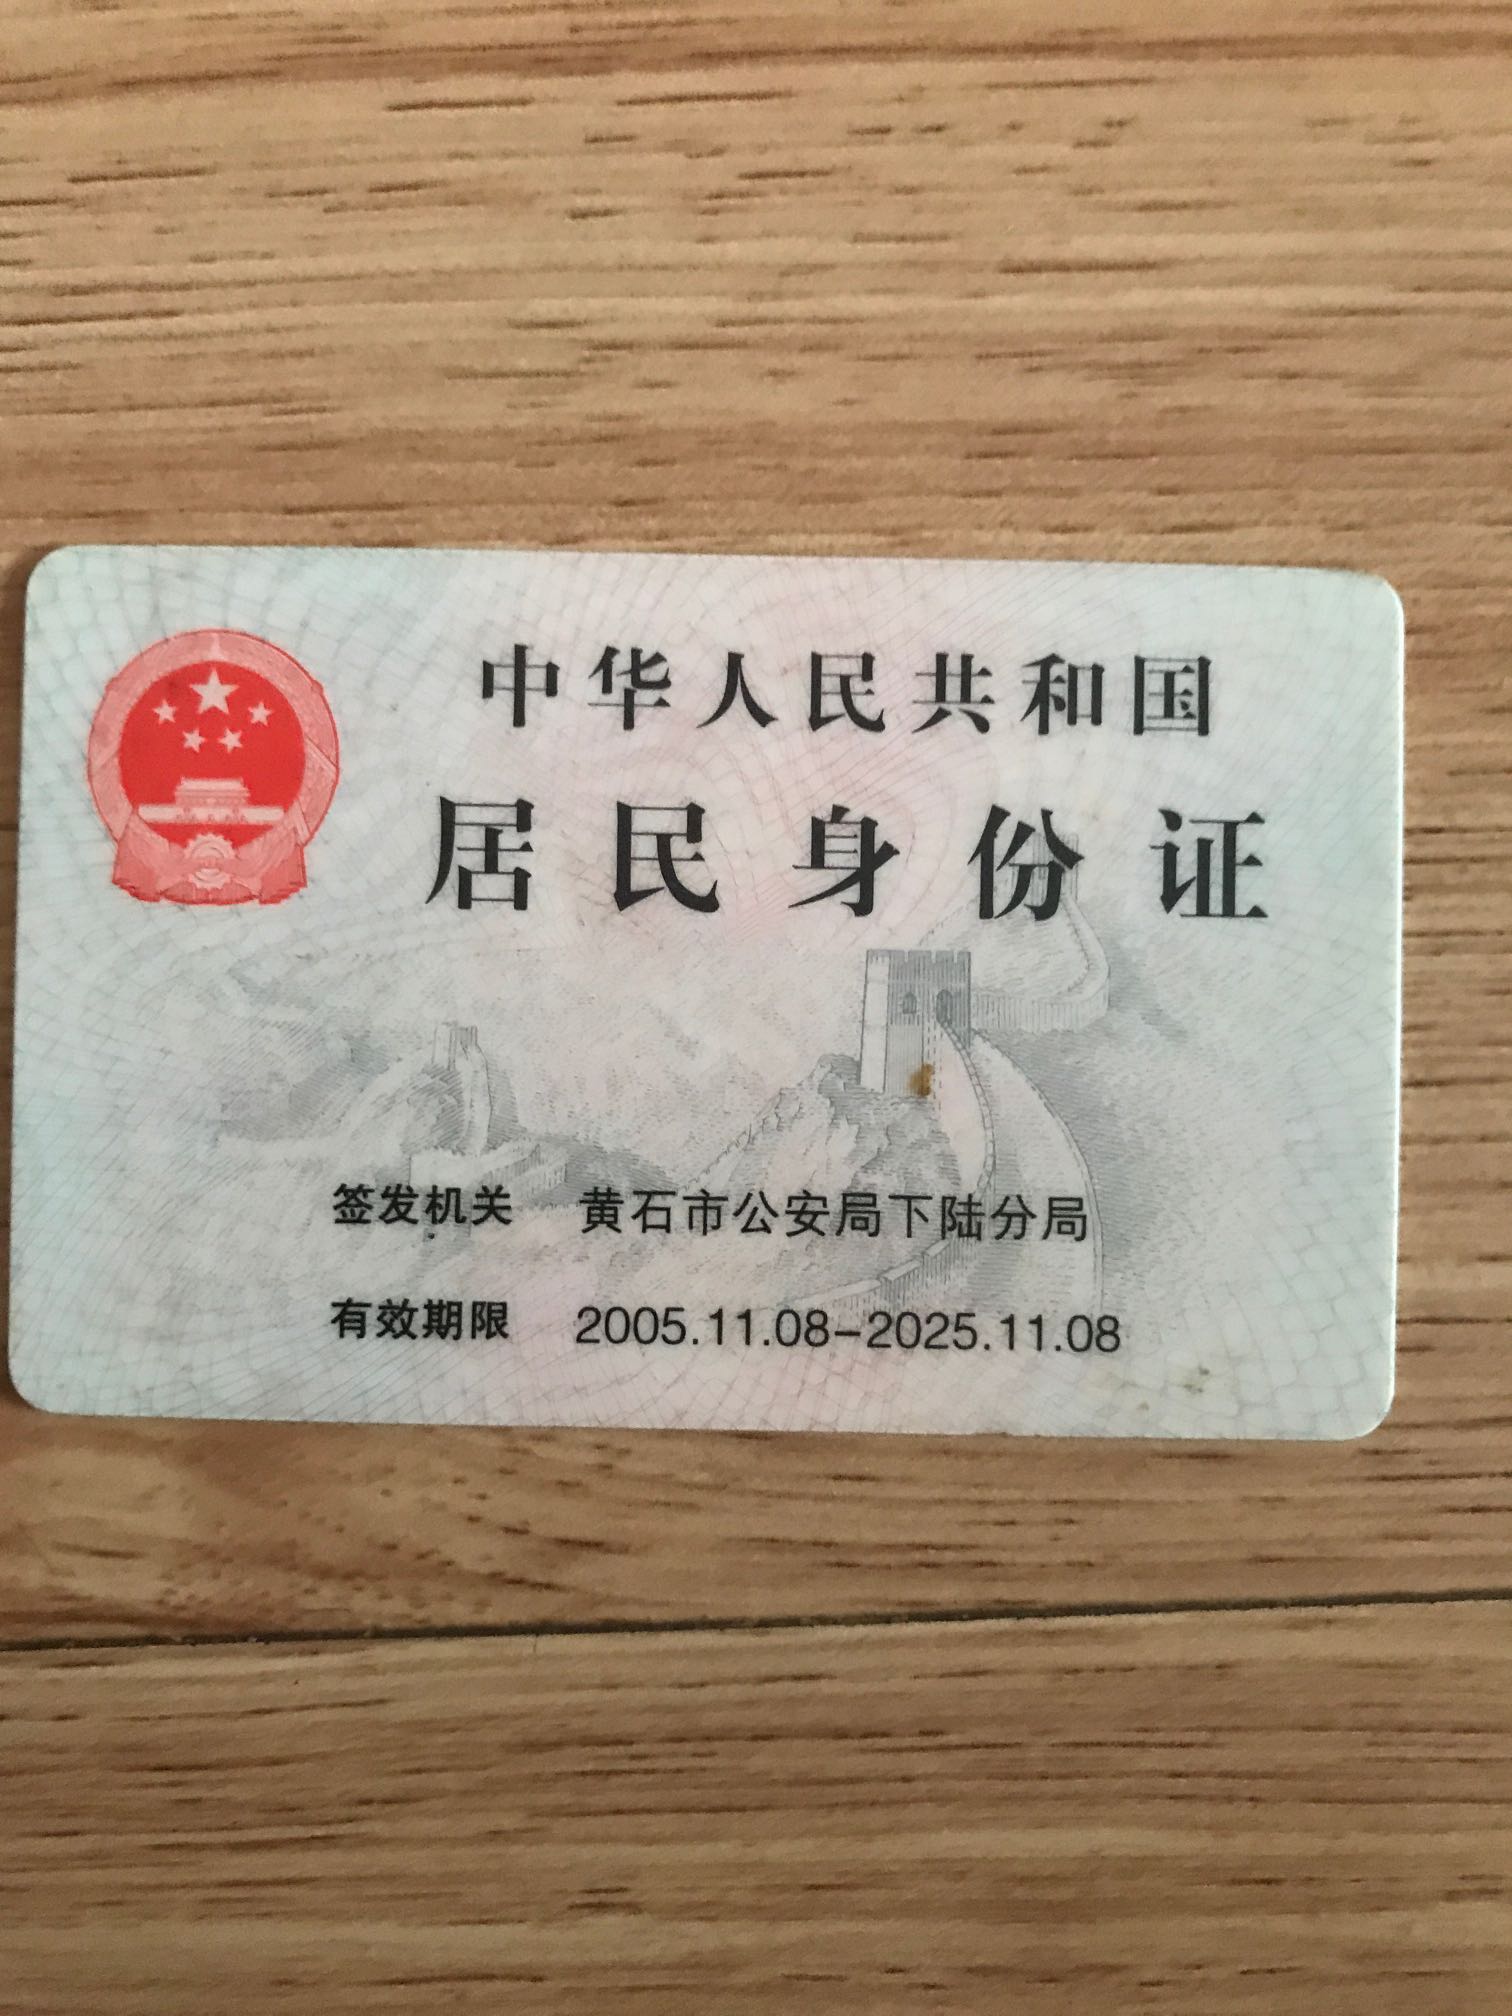 中华人民共和国
居民身份证
签发机关 黄石市公安局下陆分局
有效期限 2005.11.08-2025.11.08